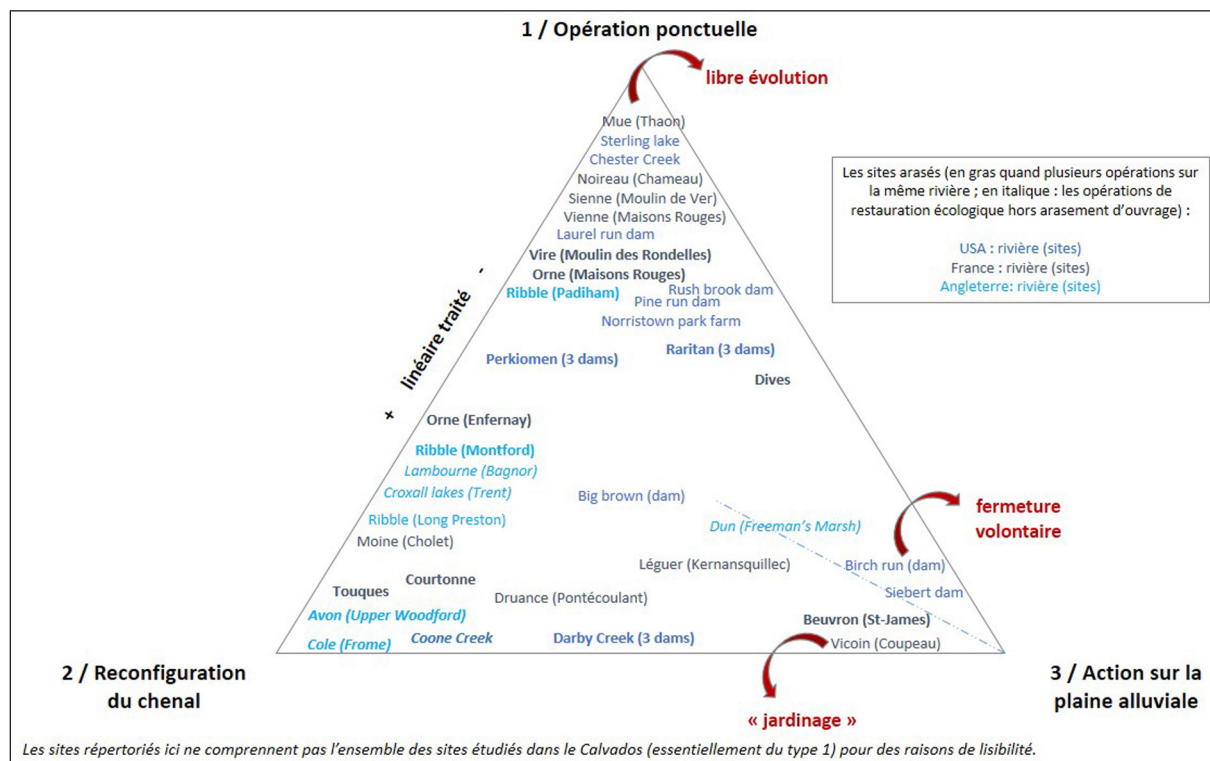 1 / Opération ponctuelle
libre évolution
Mue (Thaon)
Sterling lake
Chester Creek
Noireau (Chameau)
Sienne (Moulin de Ver)
Vienne (Maisons Rouges)
Laurel run dam
Vire (Moulin des Rondelles)
Orne (Maisons Rouges)
Ribble (Padiham)
Rush brook dam
Pine run dam
Norristown park farm
Raritan (3 dams)
Perkiomen (3 dams)
Dives
+ linéaire traité -
Orne (Enfernay)
Ribble (Montford)
Lambourne (Bagnor)
Croxall lakes (Trent)
Big brown (dam)
Ribble (Long Preston)
Dun (Freeman's Marsh)
Moine (Cholet)
Léguer (Kernansquillec)
Birch run (dam)
fermeture
volontaire
Courtonne
Touques
Siebert dam
Druance (Pontécoulant)
Avon (Upper Woodford)
Beuvron (St-James)
Cole (Frome)
Coone Creek
Darby Creek (3 dams)
Vicoin (Coupeau)
2 / Reconfiguration
du chenal
3 / Action sur la
plaine alluviale
« jardinage »
Les sites arasés (en gras quand plusieurs opérations sur
la même rivière ; en italique : les opérations de
restauration écologique hors arasement d'ouvrage) :
USA : rivière (sites)
France : rivière (sites)
Angleterre: rivière (sites)
Les sites répertoriés ici ne comprennent pas l'ensemble des sites étudiés dans le Calvados (essentiellement du type 1) pour des raisons de lisibilité.